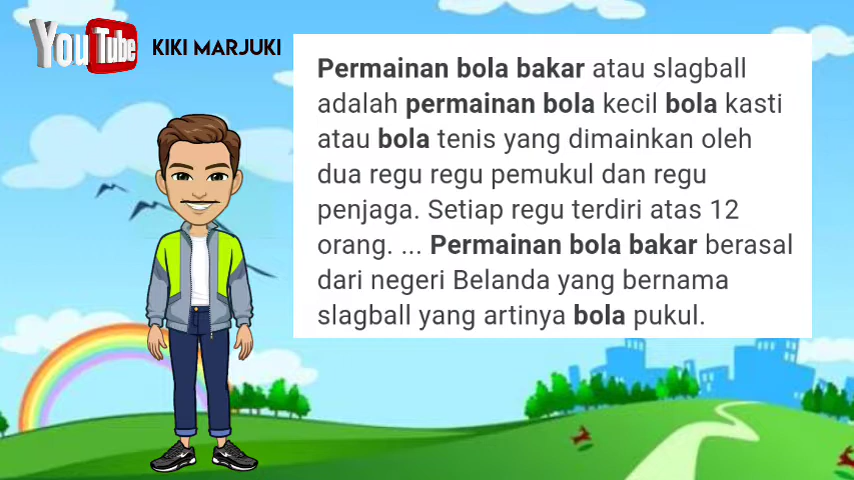 YouTube KIKI MARJUKI
Permainan bola bakar atau slagball
adalah permainan bola kecil bola kasti
atau bola tenis yang dimainkan oleh
dua regu regu pemukul dan regu
penjaga. Setiap regu terdiri atas 12
orang. ... Permainan bola bakar berasal
dari negeri Belanda yang bernama
slagball yang artinya bola pukul.